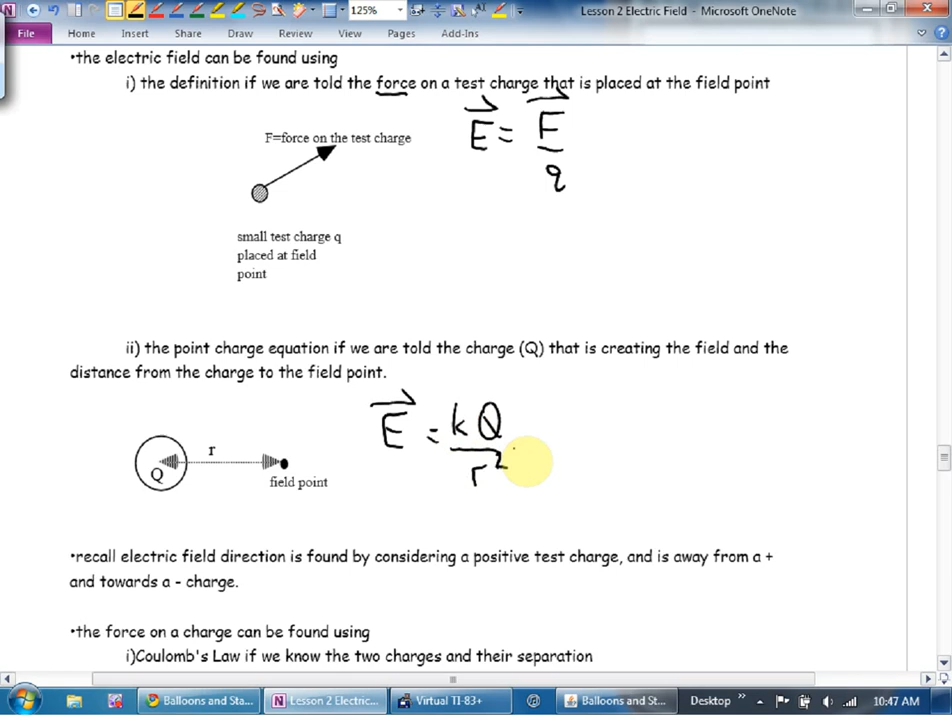 125%
Lesson 2 Electric Field - Microsoft OneNote
File Home Insert Share Draw Review View Pages Add-Ins
•the electric field can be found using
i) the definition if we are told the force on a test charge that is placed at the field point
F=force on the test charge
E = F
q
small test charge q
placed at field
point
ii) the point charge equation if we are told the charge (Q) that is creating the field and the
distance from the charge to the field point.
E = kQ
r²
r
Q
field point
•recall electric field direction is found by considering a positive test charge, and is away from a +
and towards a - charge.
•the force on a charge can be found using
i)Coulomb's Law if we know the two charges and their separation
Balloons and Sta... Lesson 2 Electric... Virtual TI-83+ Balloons and St... Desktop » 10:47 AM